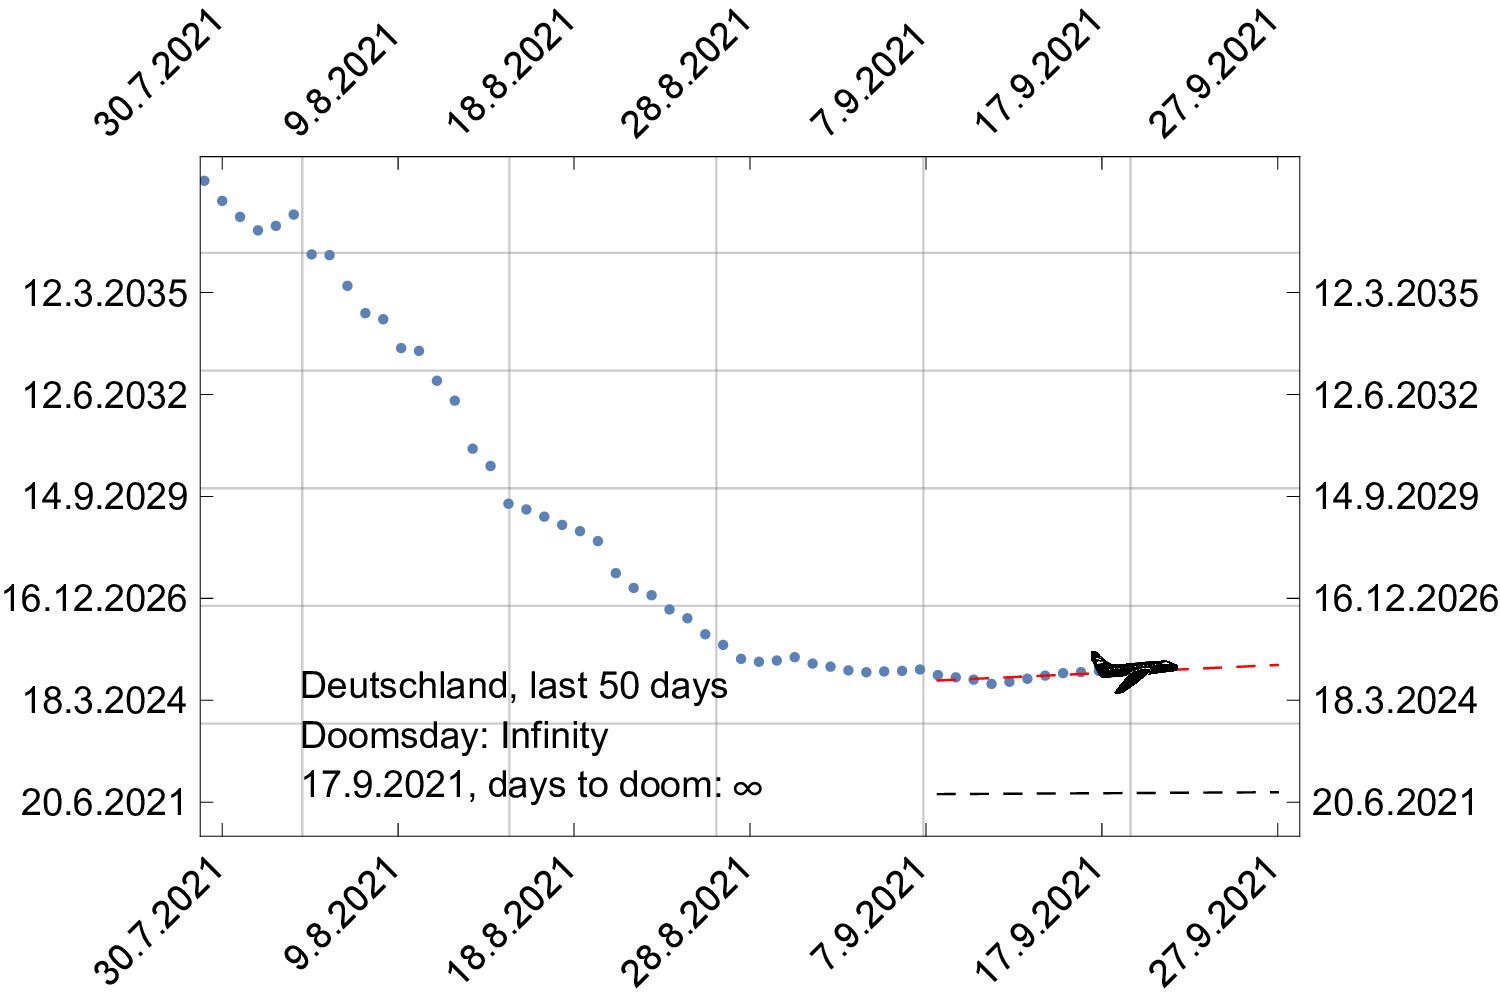 30.7.2021 9.8.2021 18.8.2021 28.8.2021 7.9.2021 17.9.2021 27.9.2021
12.3.2035 12.3.2035
12.6.2032 12.6.2032
14.9.2029 14.9.2029
16.12.2026 16.12.2026
Deutschland, last 50 days
18.3.2024 18.3.2024
Doomsday: Infinity
17.9.2021, days to doom: ∞
20.6.2021 20.6.2021
30.7.2021 9.8.2021 18.8.2021 28.8.2021 7.9.2021 17.9.2021 27.9.2021